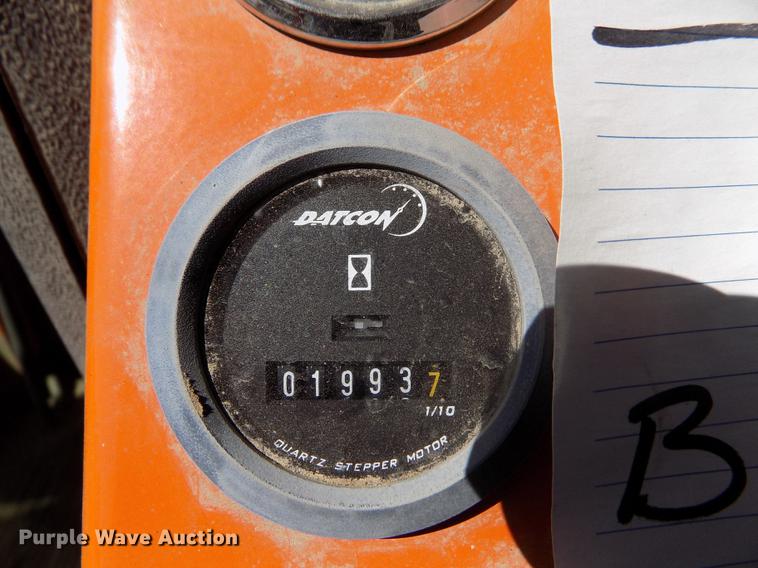 DATCON
019937
1/10
QUARTZ STEPPER MOTOR
B
Purple Wave Auction